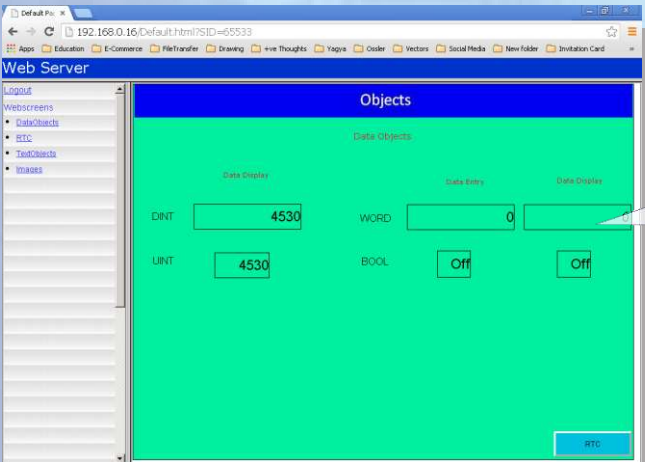 Default Po
192.168.0.16/Default.html?SID=65533
Apps Education E-Commerce FileTransfer Drawing +ve Thoughts Yagya Ossler Vectors Social Media New folder Invitation Card »
Web Server
Logout
Webscreens
DataObjects
RTC
TextObjects
Images
Objects
Data Objects
Data Display Data Entry Data Display
DINT 4530 WORD 0 0
UINT 4530 BOOL Off Off
RTC